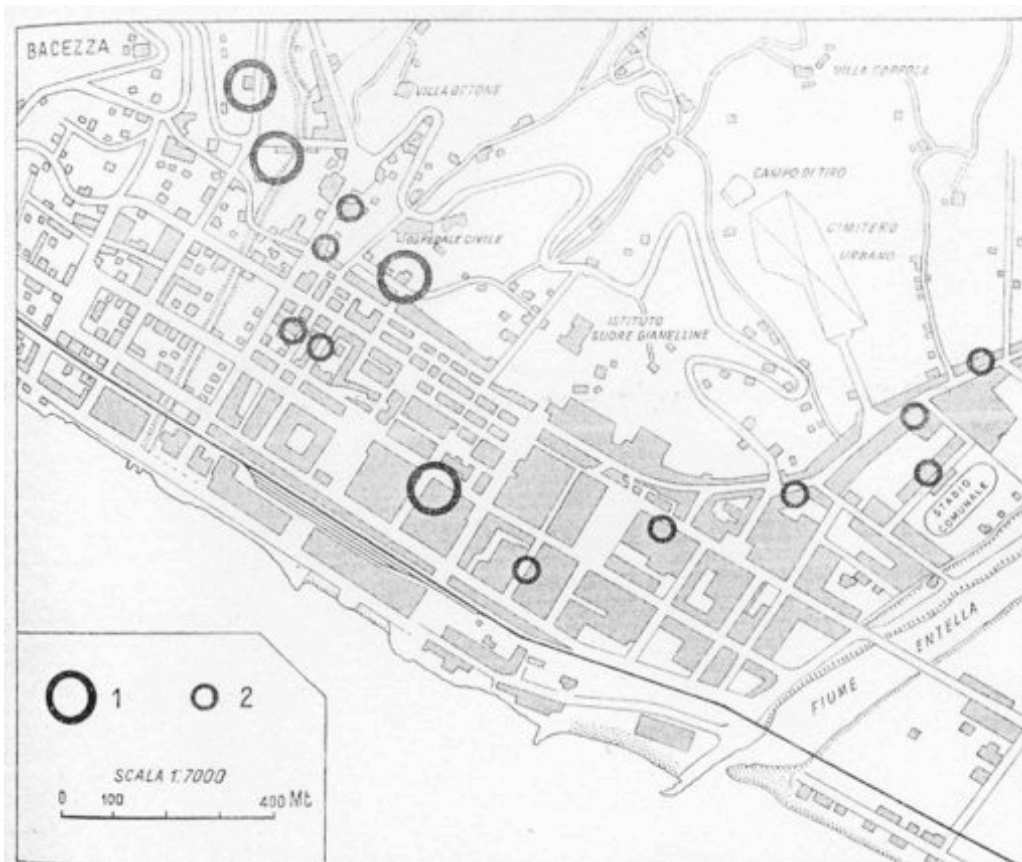 BACEZZA
VILLA OTTONE
VILLA COPPOLA
CAMPO DI TIRO
CIMITERO
URBANO
OSPEDALE CIVILE
ISTITUTO
SUORE GIANELLINE
STADIO
COMUNALE
ENTELLA
FIUME
1
2
SCALA 1:7000
0 100 400 Mt